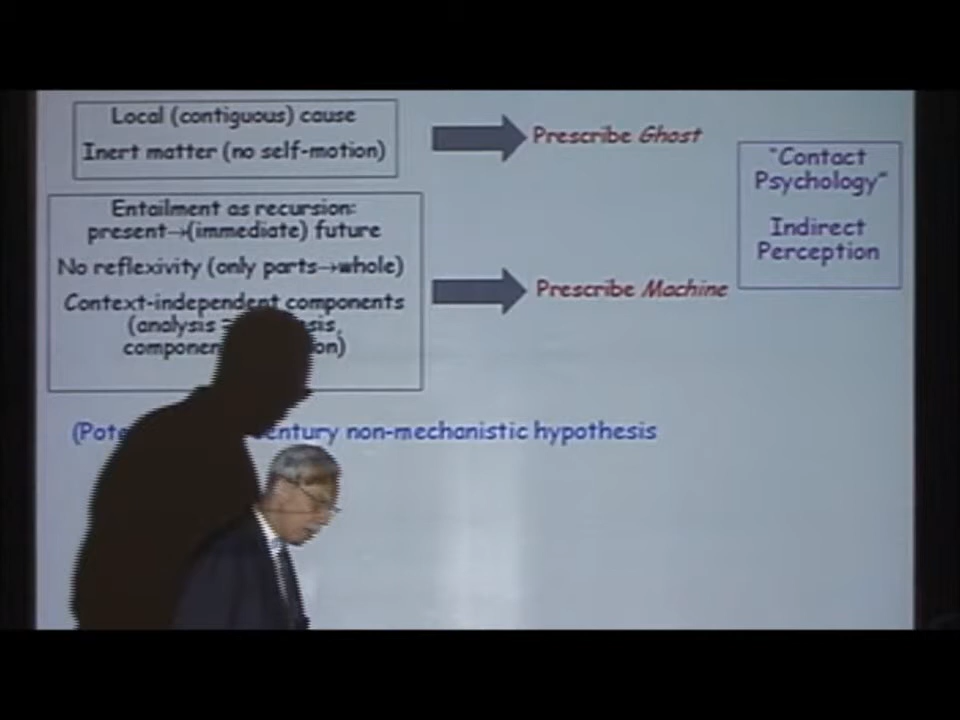 Local (contiguous) cause
Inert matter (no self-motion)
Prescribe Ghost
"Contact
Psychology"
Indirect
Perception
Entailment as recursion:
present→(immediate) future
No reflexivity (only parts→whole)
Context-independent components
(analysis
Prescribe Machine
non-mechanistic hypothesis